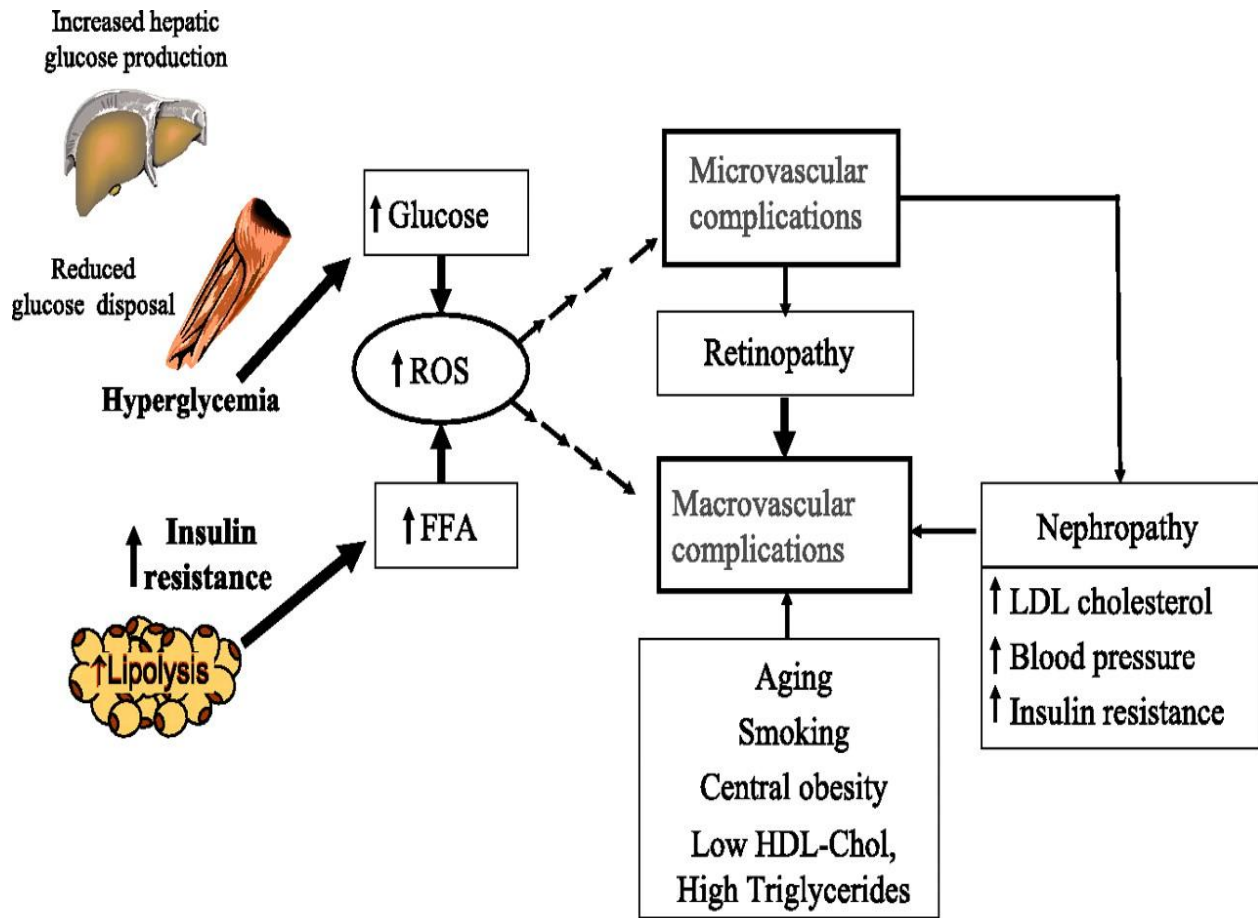 Increased hepatic
glucose production
Reduced
glucose disposal
Hyperglycemia
↑ Insulin
resistance
↑Lipolysis
↑ Glucose
↑ ROS
↑ FFA
Microvascular
complications
Retinopathy
Macrovascular
complications
Nephropathy
↑ LDL cholesterol
↑ Blood pressure
↑ Insulin resistance
Aging
Smoking
Central obesity
Low HDL-Chol,
High Triglycerides